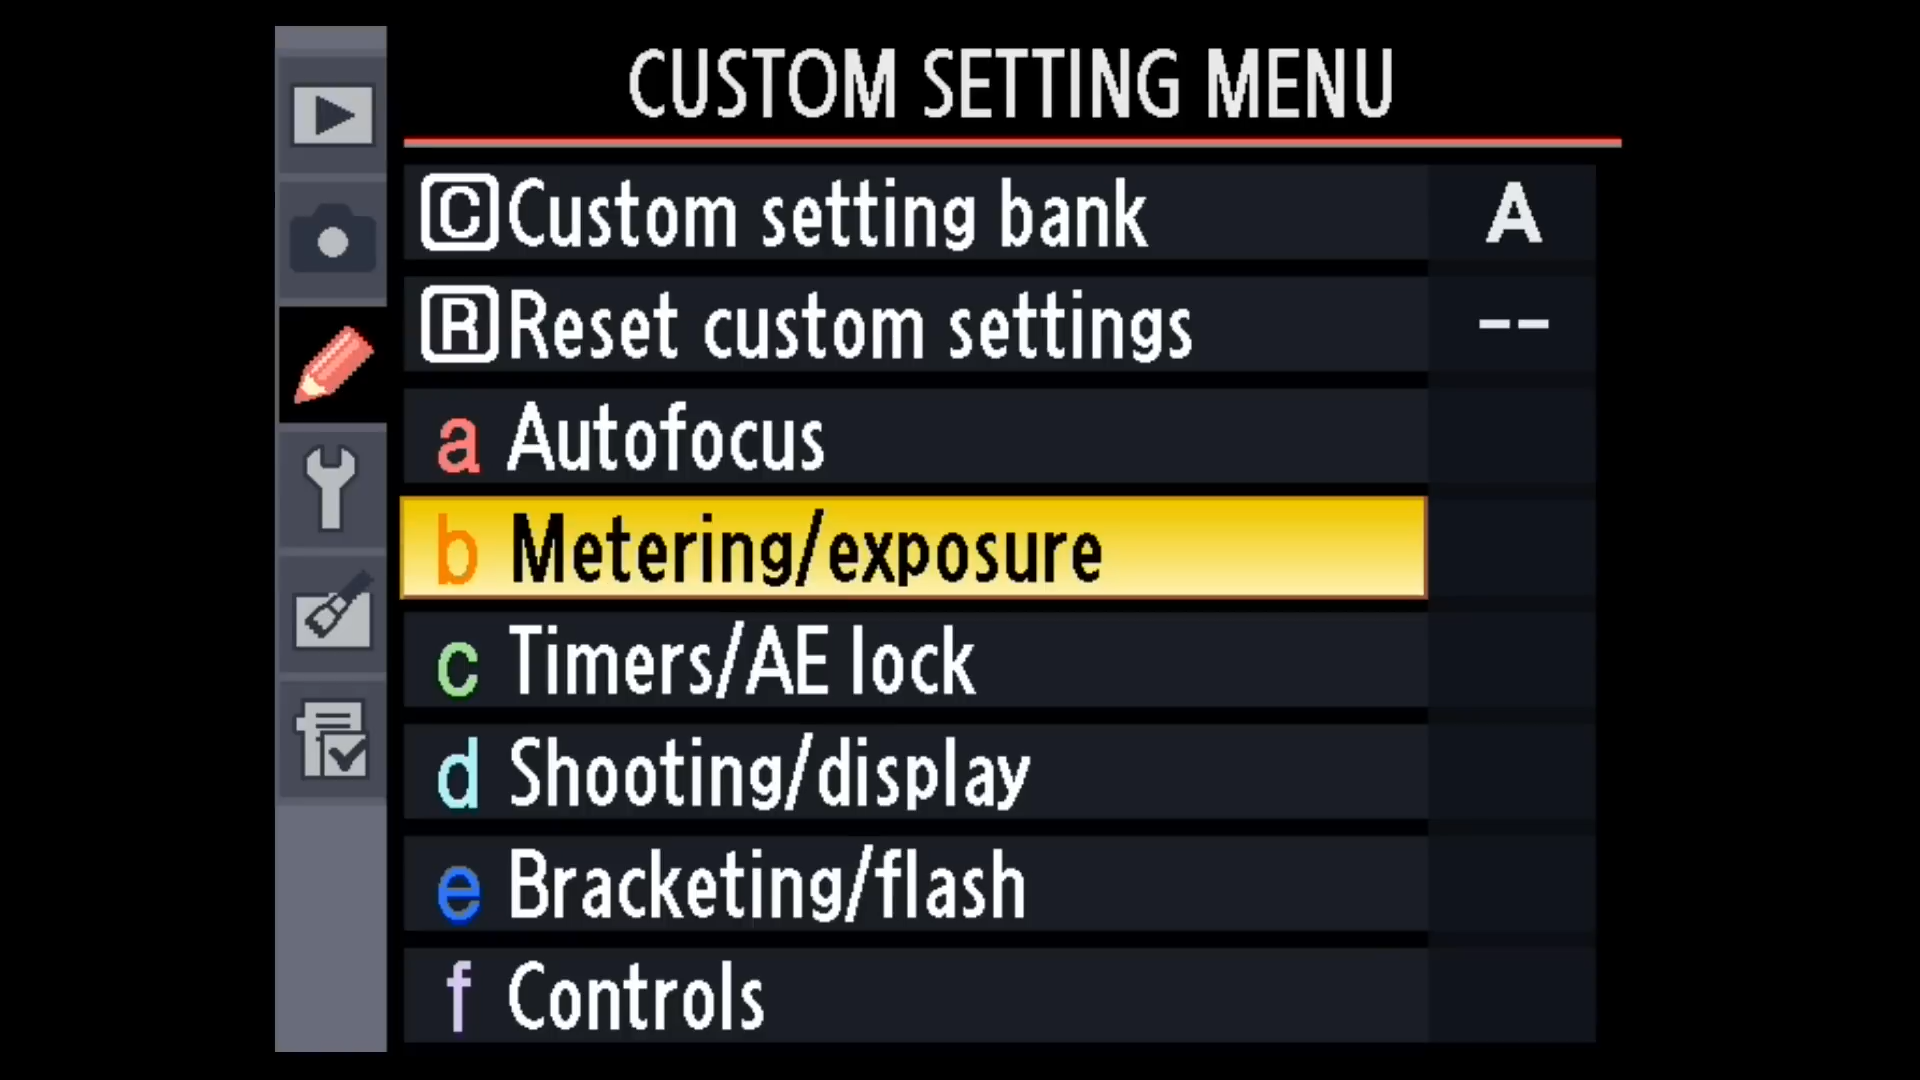 CUSTOM SETTING MENU
C Custom setting bank A
R Reset custom settings --
a Autofocus
b Metering/exposure
c Timers/AE lock
d Shooting/display
e Bracketing/flash
f Controls